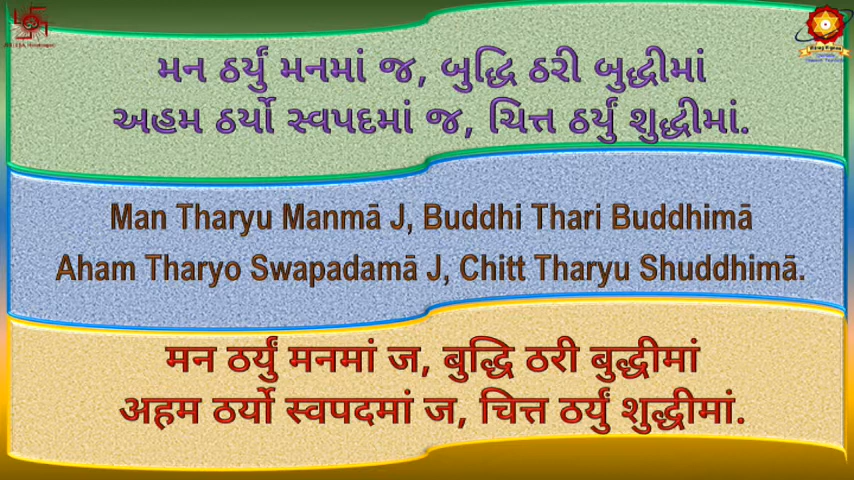 મન ઠર્યું મનમાં જ, બુદ્ધિ ઠરી બુદ્ધીમાં
અહમ ઠર્યો સ્વપદમાં જ, ચિત્ત ઠર્યું શુદ્ધીમાં.
Man Tharyu Manmā J, Buddhi Thari Buddhimā
Aham Tharyo Swapadamā J, Chitt Tharyu Shuddhimā.
मन ठर्युं मनमां ज, बुद्धि ठरी बुद्धीमां
अहम ठर्यो स्वपदमां ज, चित्त ठर्युं शुद्धीमां.